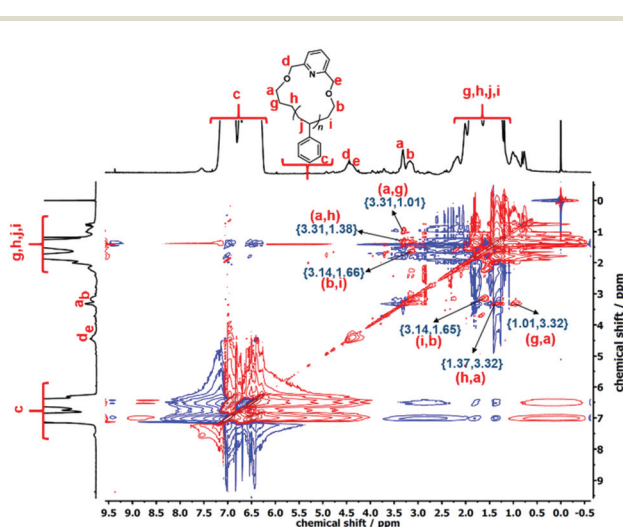 d
N
e
O
O
a
h
b
g
j
n
i
c
c
g,h,j,i
a
b
d
e
(a,g)
{3.31,1.01}
(a,h)
{3.31,1.38}
{3.14,1.66}
(b,i)
{3.14,1.65}
(i,b)
{1.01,3.32}
(g,a)
{1.37,3.32}
(h,a)
g,h,j,i
a
b
d
e
c
0
1
2
3
4
5
6
7
8
9
chemical shift / ppm
9.5 9.0 8.5 8.0 7.5 7.0 6.5 6.0 5.5 5.0 4.5 4.0 3.5 3.0 2.5 2.0 1.5 1.0 0.5 0.0 -0.5
chemical shift / ppm